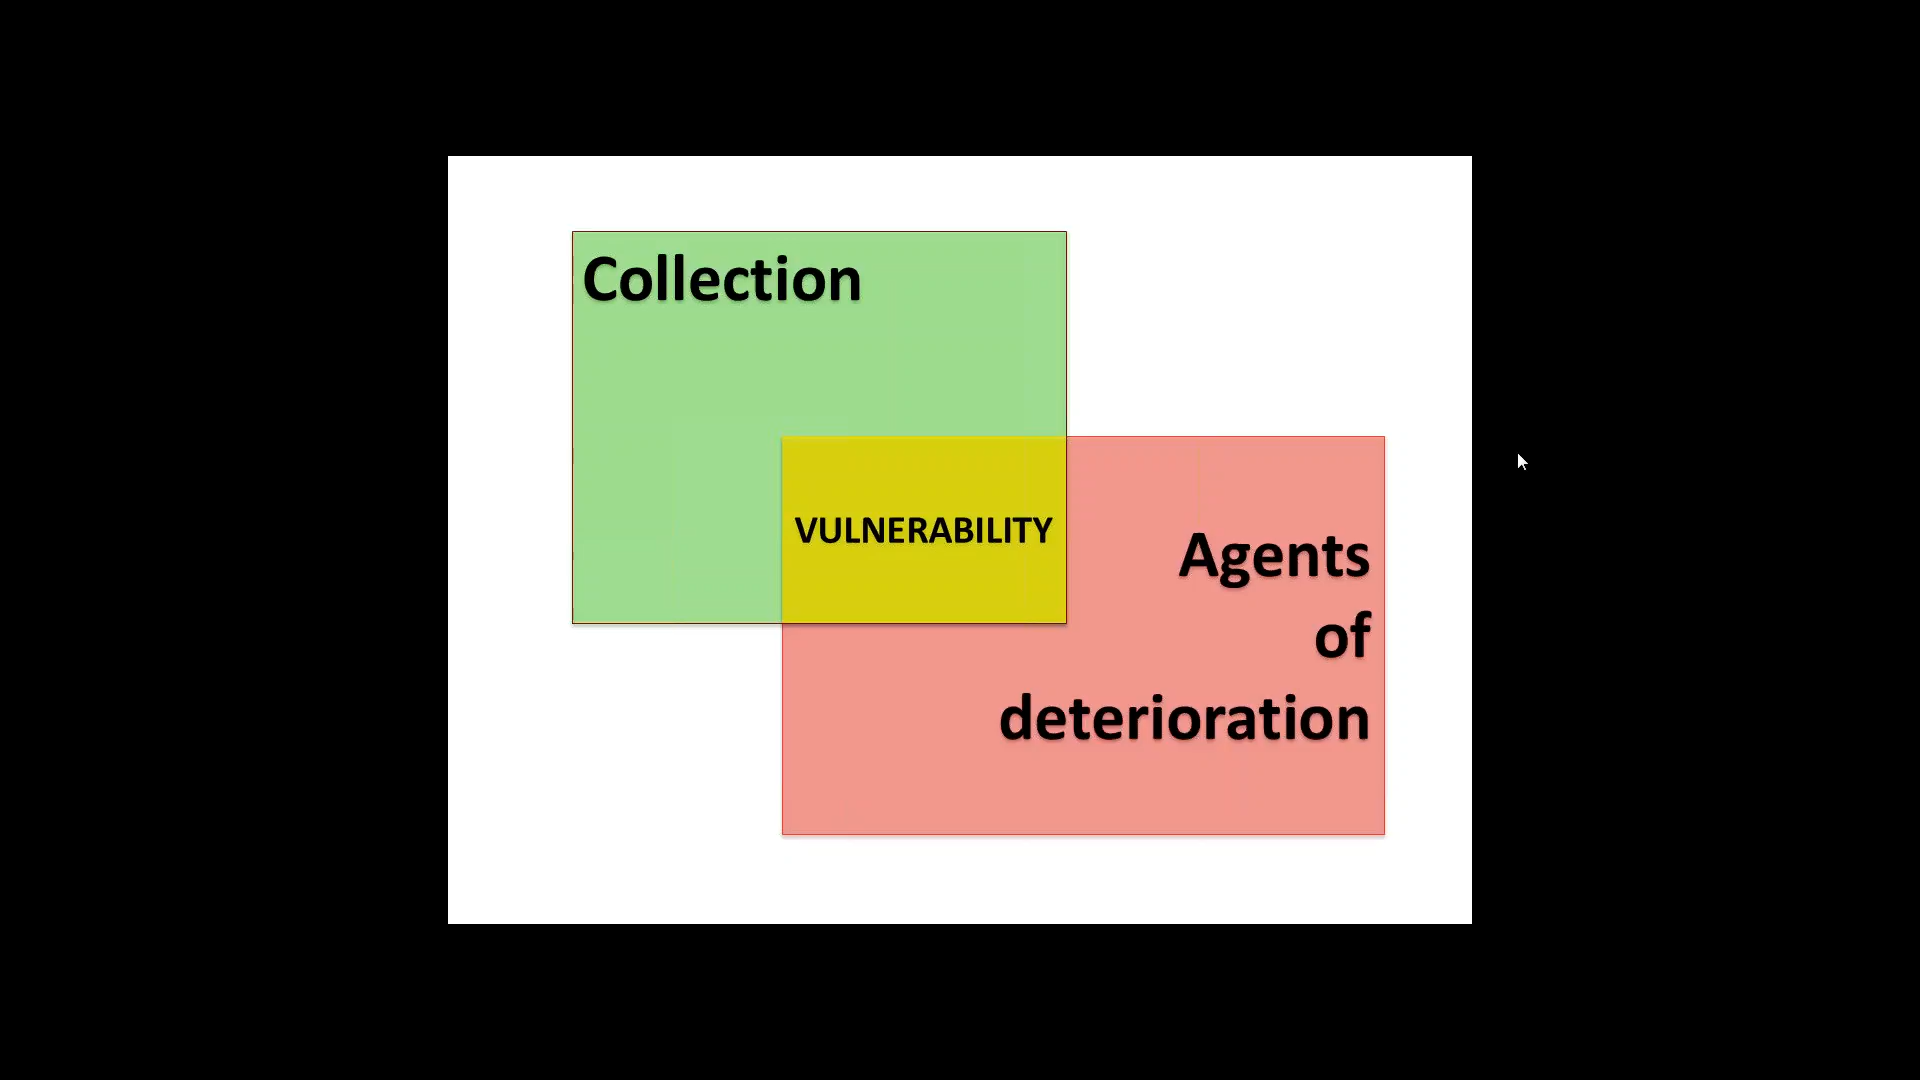 Collection
VULNERABILITY
Agents
of
deterioration